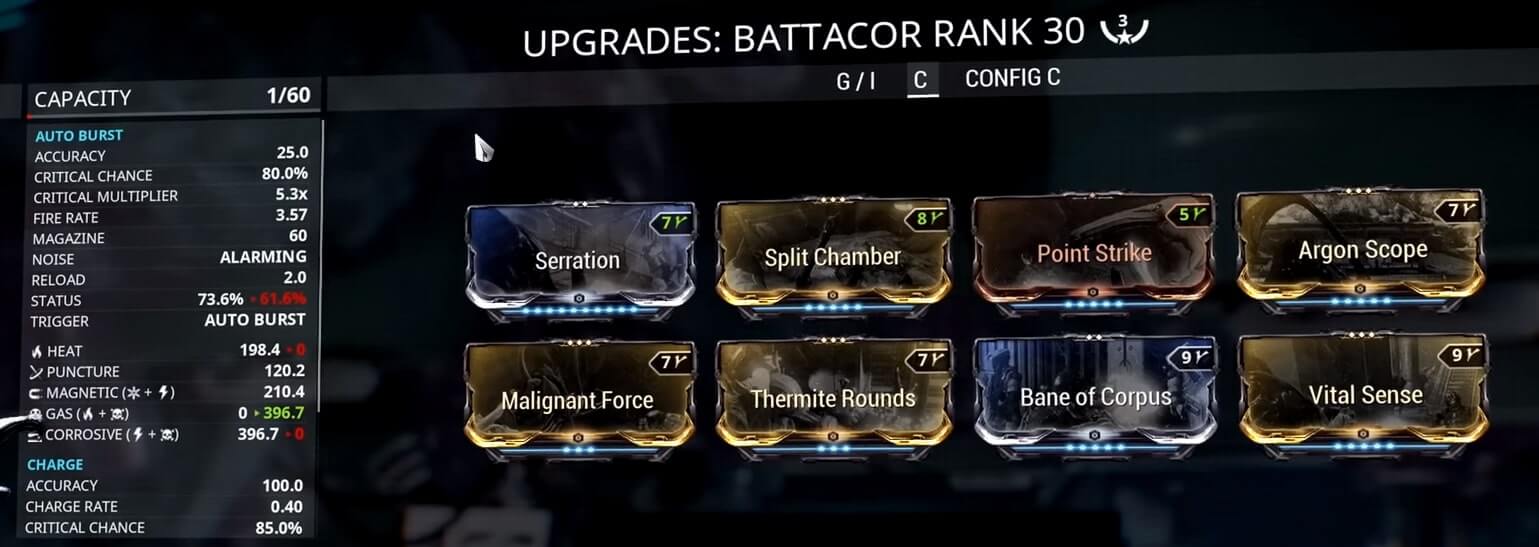 UPGRADES: BATTACOR RANK 30 3
G / I C CONFIG C
CAPACITY 1/60
AUTO BURST
ACCURACY 25.0
CRITICAL CHANCE 80.0%
CRITICAL MULTIPLIER 5.3x
FIRE RATE 3.57
MAGAZINE 60
NOISE ALARMING
RELOAD 2.0
STATUS 73.6% 61.6%
TRIGGER AUTO BURST
HEAT 198.4 0
PUNCTURE 120.2
MAGNETIC ( + ) 210.4
GAS ( + ) 0 396.7
CORROSIVE ( + ) 396.7 0
CHARGE
ACCURACY 100.0
CHARGE RATE 0.40
CRITICAL CHANCE 85.0%
7 8 5 7
Serration Split Chamber Point Strike Argon Scope
7 7 9 9
Malignant Force Thermite Rounds Bane of Corpus Vital Sense